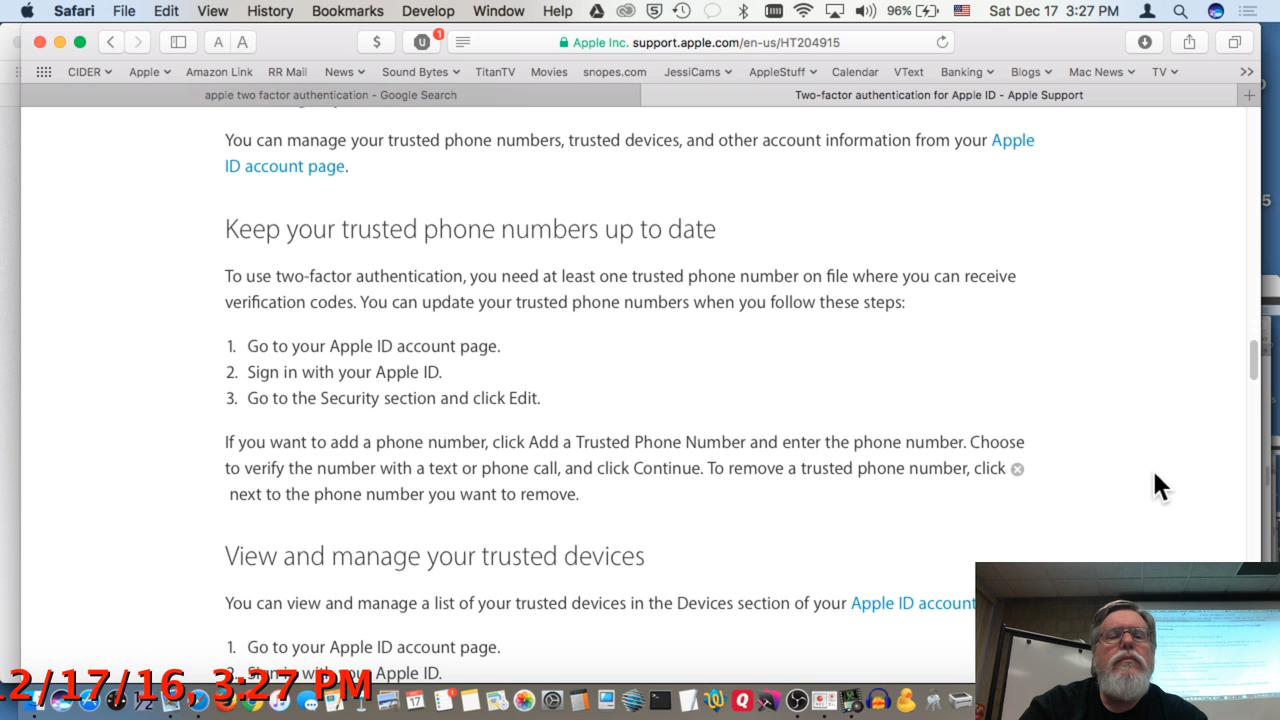 Safari File Edit View History Bookmarks Develop Window Help 96% Sat Dec 17 3:27 PM
A A $ 1 Apple Inc. support.apple.com/en-us/HT204915
CIDER Apple Amazon Link RR Mail News Sound Bytes TitanTV Movies snopes.com JessiCams AppleStuff Calendar VText Banking Blogs Mac News TV >>
apple two factor authentication - Google Search Two-factor authentication for Apple ID - Apple Support +
You can manage your trusted phone numbers, trusted devices, and other account information from your Apple
ID account page.
Keep your trusted phone numbers up to date
To use two-factor authentication, you need at least one trusted phone number on file where you can receive
verification codes. You can update your trusted phone numbers when you follow these steps:
1. Go to your Apple ID account page.
2. Sign in with your Apple ID.
3. Go to the Security section and click Edit.
If you want to add a phone number, click Add a Trusted Phone Number and enter the phone number. Choose
to verify the number with a text or phone call, and click Continue. To remove a trusted phone number, click
next to the phone number you want to remove.
View and manage your trusted devices
You can view and manage a list of your trusted devices in the Devices section of your Apple ID account
1. Go to your Apple ID account page.
2. Sign in with your Apple ID.
12/17/16, 3:27 PM
17